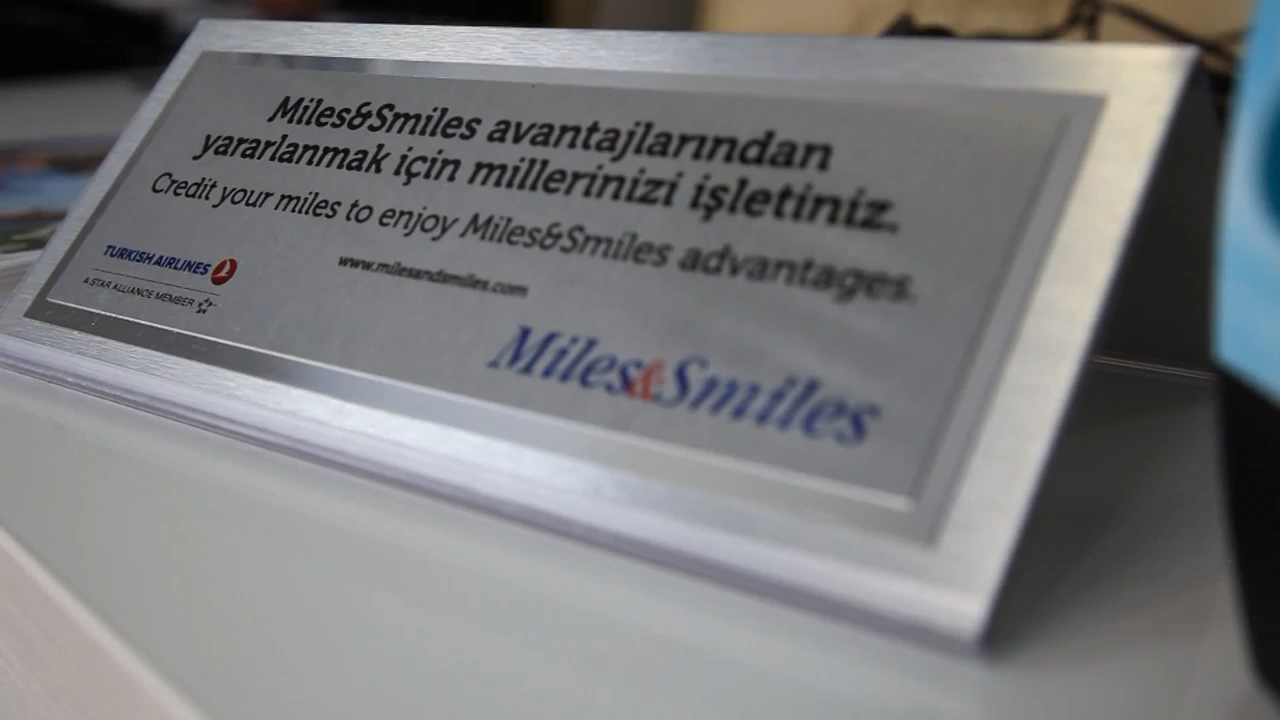 Miles&Smiles avantajlarından
yararlanmak için millerinizi işletiniz.
Credit your miles to enjoy Miles&Smiles advantages.
TURKISH AIRLINES
A STAR ALLIANCE MEMBER
www.milesandsmiles.com
Miles&Smiles